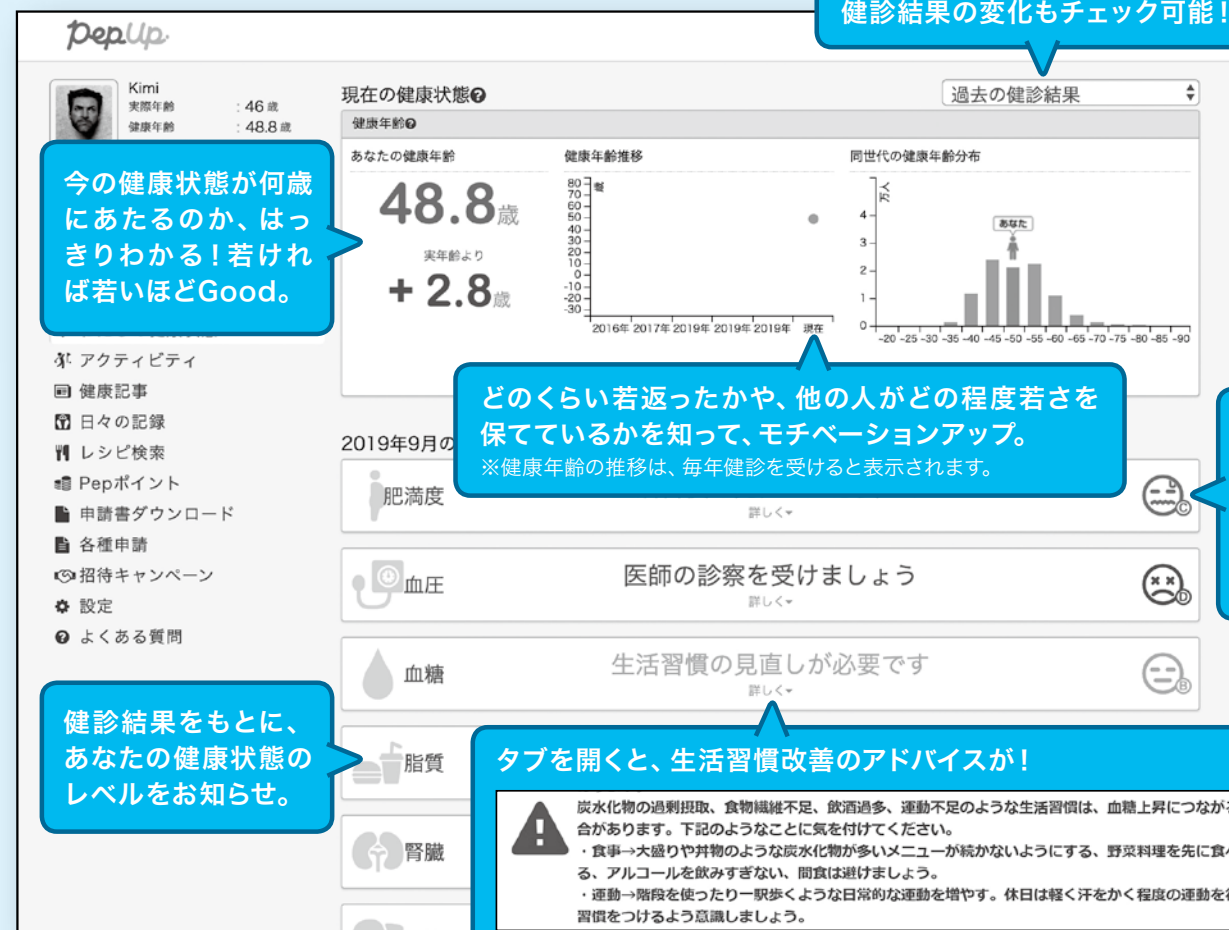 健診結果の変化もチェック可能！
PepUp
Kimi
実際年齢 : 46 歳
健康年齢 : 48.8 歳
現在の健康状態
過去の健診結果
健康年齢
今の健康状態が何歳
にあたるのか、はっ
きりわかる！若けれ
ば若いほどGood。
あなたの健康年齢
48.8歳
実年齢より
+ 2.8歳
健康年齢推移
歳
80
70
60
50
40
30
20
10
0
-10
-20
-30
2016年 2017年 2019年 2019年 2019年 現在
同世代の健康年齢分布
万人
4
3
2
1
0
あなた
-20 -25 -30 -35 -40 -45 -50 -55 -60 -65 -70 -75 -80 -85 -90
どのくらい若返ったかや、他の人がどの程度若さを
保てているかを知って、モチベーションアップ。
※健康年齢の推移は、毎年健診を受けると表示されます。
アクティビティ
健康記事
日々の記録
レシピ検索
Pepポイント
申請書ダウンロード
各種申請
招待キャンペーン
設定
よくある質問
2019年9月の
肥満度
詳しく
C
血圧
医師の診察を受けましょう
詳しく
D
血糖
生活習慣の見直しが必要です
詳しく
B
健診結果をもとに、
あなたの健康状態の
レベルをお知らせ。
脂質
腎臓
タブを開くと、生活習慣改善のアドバイスが！
炭水化物の過剰摂取、食物繊維不足、飲酒過多、運動不足のような生活習慣は、血糖上昇につなが
合があります。下記のようなことに気を付けてください。
・食事→大盛りや丼物のような炭水化物が多いメニューが続かないようにする、野菜料理を先に食
る、アルコールを飲みすぎない、間食は避けましょう。
・運動→階段を使ったり一駅歩くような日常的な運動を増やす。休日は軽く汗をかく程度の運動を
習慣をつけるよう意識しましょう。